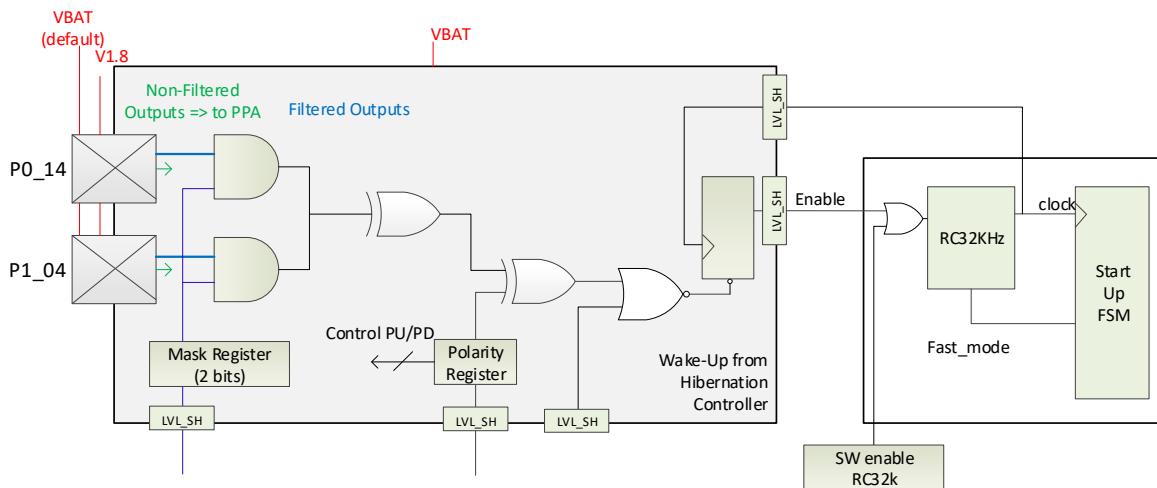 VBAT
(default)
V1.8
VBAT
Non-Filtered
Outputs => to PPA
Filtered Outputs
LVL_SH
P0_14
LVL_SH
Enable
RC32KHz
clock
P1_04
Start
Up
FSM
Control PU/PD
Mask Register
(2 bits)
Polarity
Register
Wake-Up from
Hibernation
Controller
Fast_mode
LVL_SH
LVL_SH
LVL_SH
SW enable
RC32k